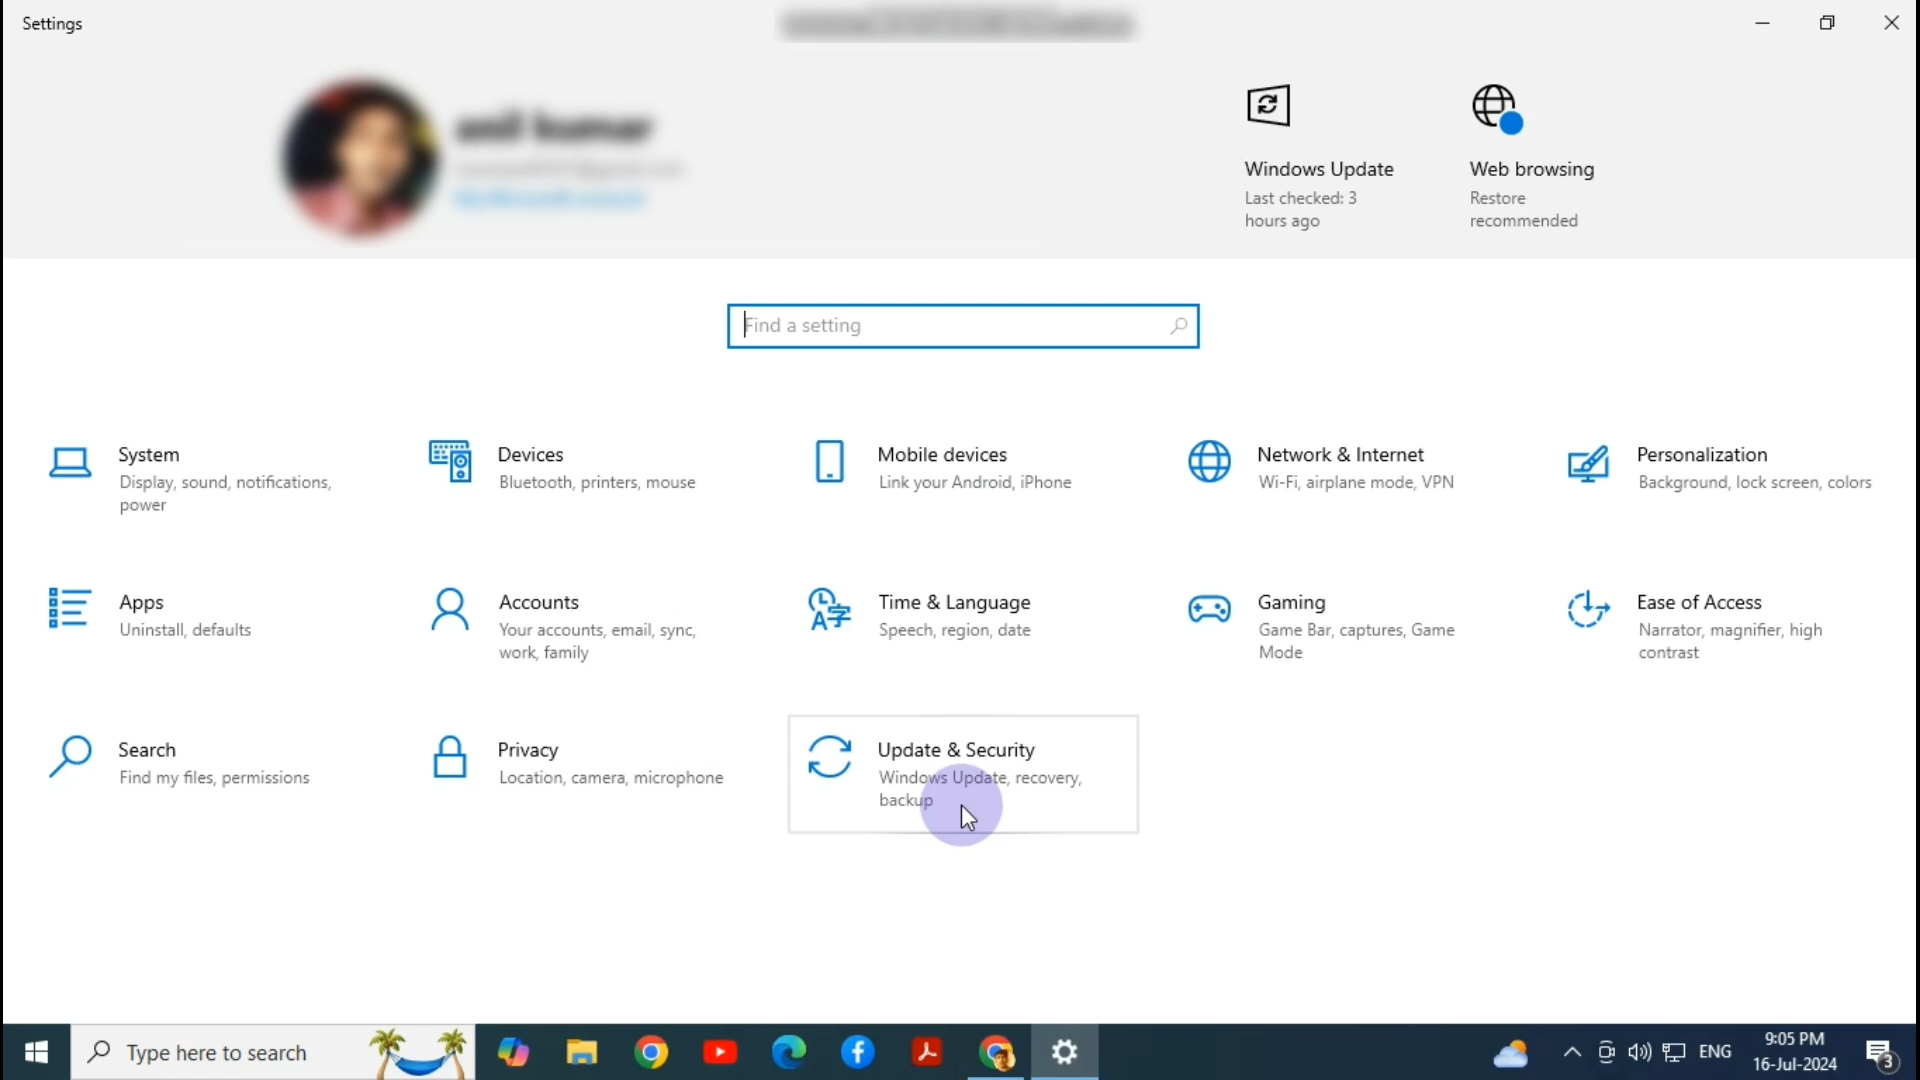 Settings
Windows Update
Last checked: 3
hours ago
Web browsing
Restore
recommended
Find a setting
System
Display, sound, notifications,
power
Devices
Bluetooth, printers, mouse
Mobile devices
Link your Android, iPhone
Network & Internet
Wi-Fi, airplane mode, VPN
Personalization
Background, lock screen, colors
Apps
Uninstall, defaults
Accounts
Your accounts, email, sync,
work, family
Time & Language
Speech, region, date
Gaming
Game Bar, captures, Game
Mode
Ease of Access
Narrator, magnifier, high
contrast
Search
Find my files, permissions
Privacy
Location, camera, microphone
Update & Security
Windows Update, recovery,
backup
Type here to search
ENG
9:05 PM
16-Jul-2024
3